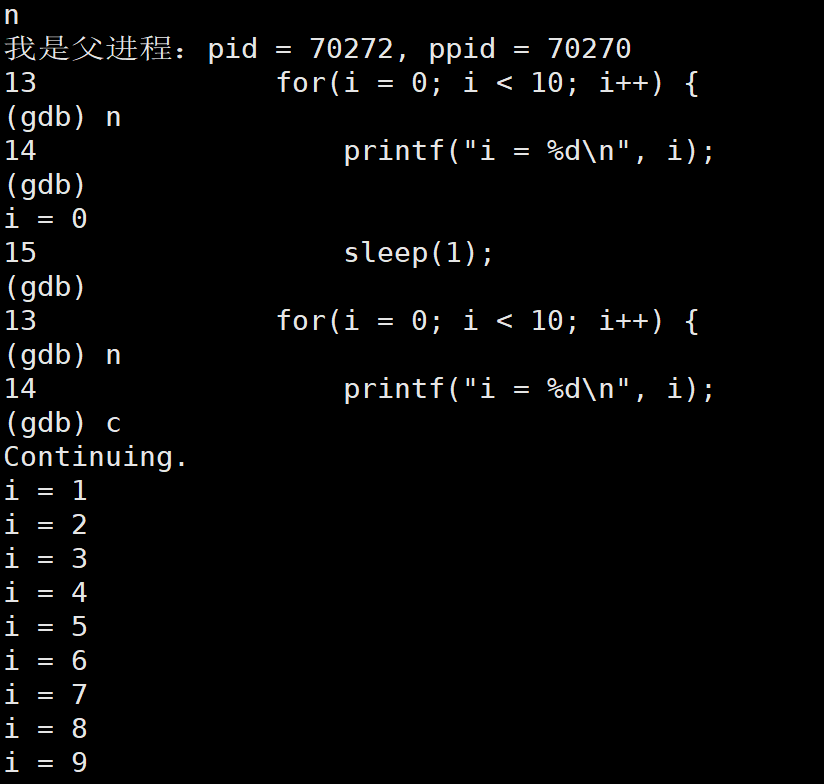 n
我是父进程：pid = 70272, ppid = 70270
13              for(i = 0; i < 10; i++) {
(gdb) n
14                  printf("i = %d\n", i);
(gdb)
i = 0
15                  sleep(1);
(gdb)
13              for(i = 0; i < 10; i++) {
(gdb) n
14                  printf("i = %d\n", i);
(gdb) c
Continuing.
i = 1
i = 2
i = 3
i = 4
i = 5
i = 6
i = 7
i = 8
i = 9